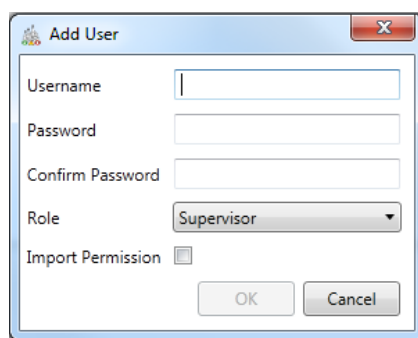 Add User
Username
Password
Confirm Password
Role Supervisor
Import Permission
OK Cancel